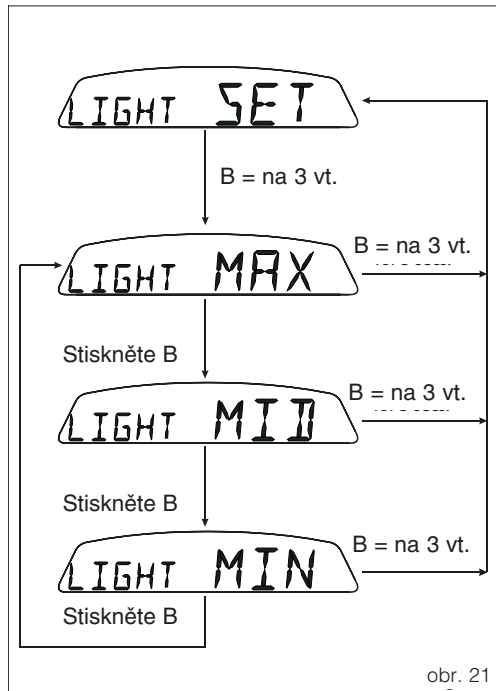 LIGHT SET
B = na 3 vt.
LIGHT MAX
B = na 3 vt.
Stiskněte B
LIGHT MID
B = na 3 vt.
Stiskněte B
LIGHT MIN
B = na 3 vt.
Stiskněte B
obr. 21